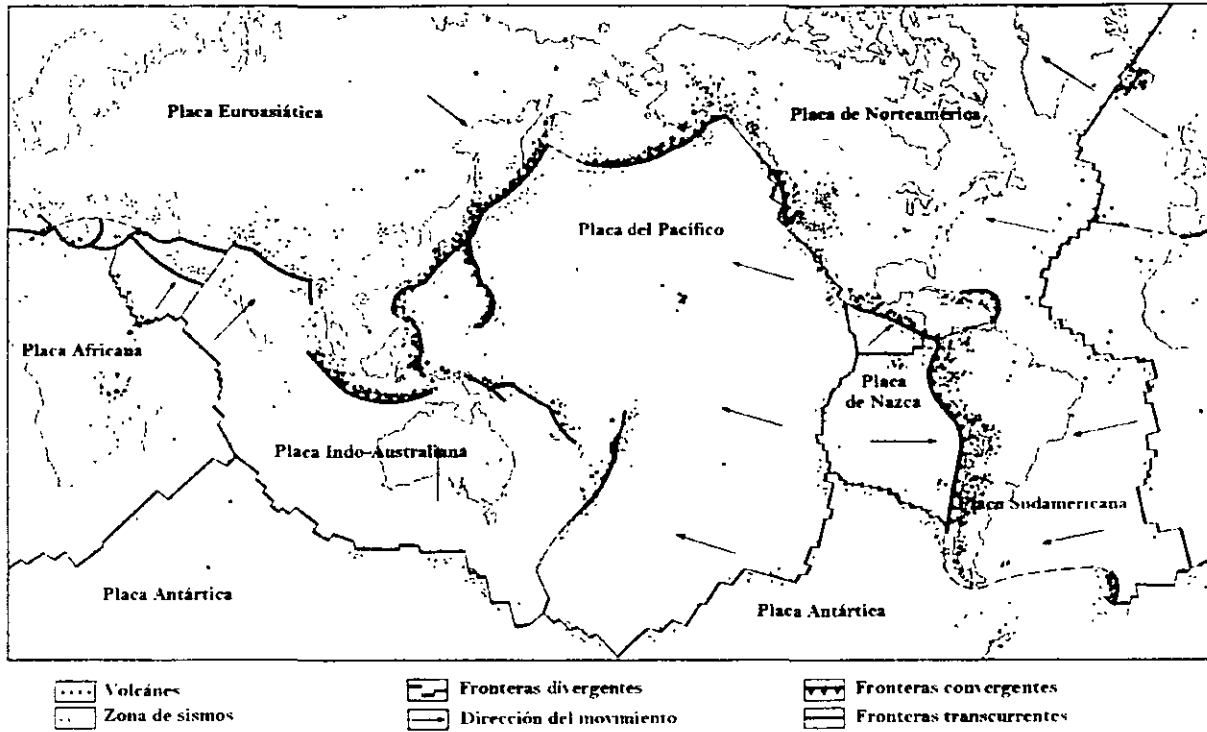 Placa Euroasiática
Placa de Norteamérica
Placa del Pacífico
Placa Africana
Placa
de Nazca
Placa Indo-Australiana
Placa Sudamericana
Placa Antártica
Placa Antártica
Volcánes
Fronteras divergentes
Fronteras convergentes
Zona de sismos
Dirección del movimiento
Fronteras transcurrentes